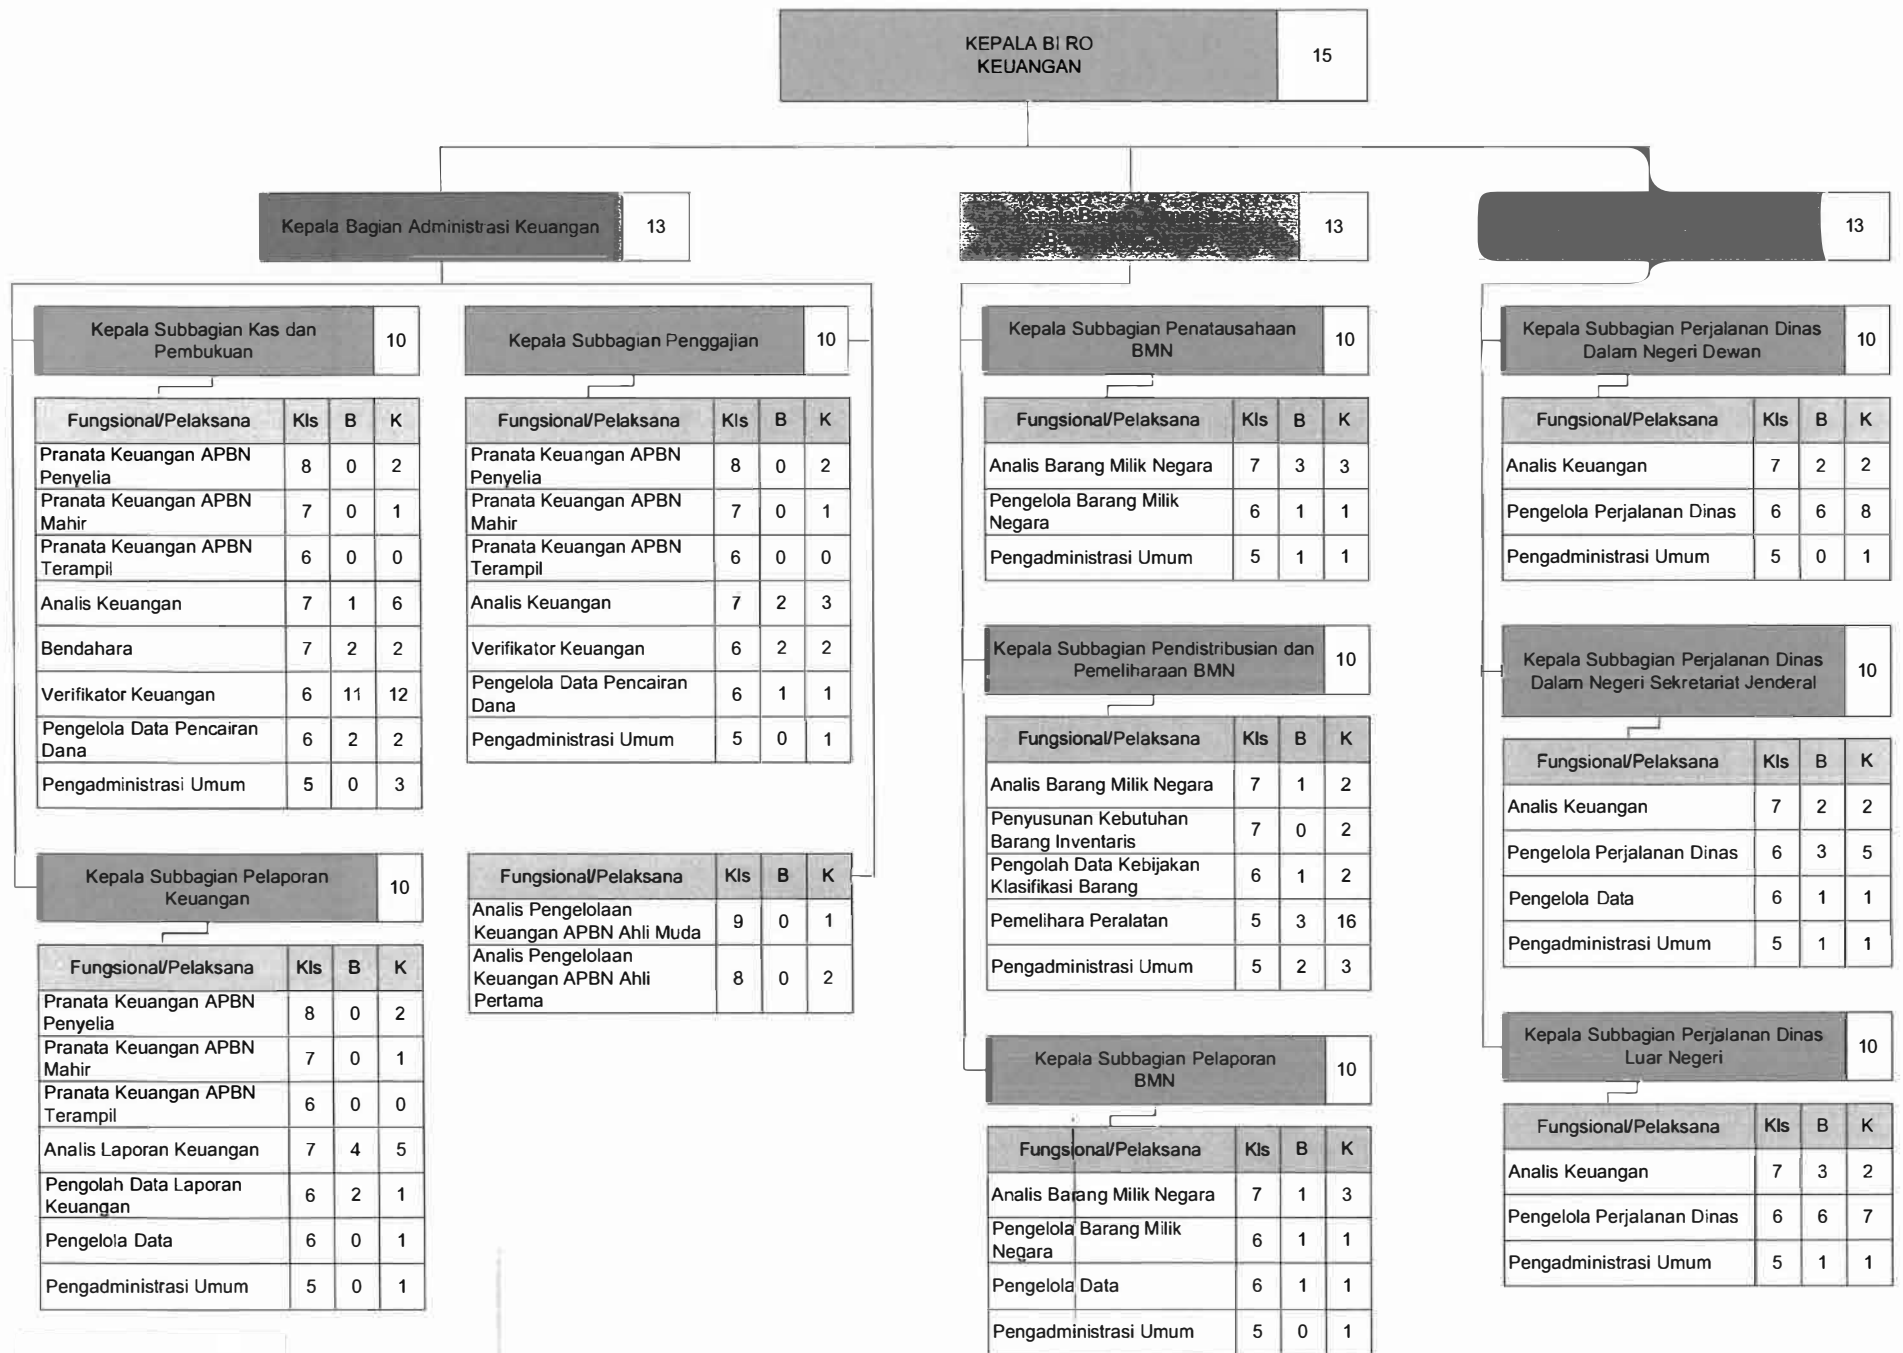 KEPALA BIRO
KEUANGAN
15
Kepala Bagian Administrasi Keuangan
13
Kepala Bagian Administrasi
13
13
Kepala Subbagian Kas dan
Pembukuan
10
Fungsional/Pelaksana Kls B K
Pranata Keuangan APBN
Penyelia 8 0 2
Pranata Keuangan APBN
Mahir 7 0 1
Pranata Keuangan APBN
Terampil 6 0 0
Analis Keuangan 7 1 6
Bendahara 7 2 2
Verifikator Keuangan 6 11 12
Pengelola Data Pencairan
Dana 6 2 2
Pengadministrasi Umum 5 0 3
Kepala Subbagian Pelaporan
Keuangan
10
Fungsional/Pelaksana Kls B K
Pranata Keuangan APBN
Penyelia 8 0 2
Pranata Keuangan APBN
Mahir 7 0 1
Pranata Keuangan APBN
Terampil 6 0 0
Analis Laporan Keuangan 7 4 5
Pengolah Data Laporan
Keuangan 6 2 1
Pengelola Data 6 0 1
Pengadministrasi Umum 5 0 1
Kepala Subbagian Penggajian
10
Fungsional/Pelaksana Kls B K
Pranata Keuangan APBN
Penyelia 8 0 2
Pranata Keuangan APBN
Mahir 7 0 1
Pranata Keuangan APBN
Terampil 6 0 0
Analis Keuangan 7 2 3
Verifikator Keuangan 6 2 2
Pengelola Data Pencairan
Dana 6 1 1
Pengadministrasi Umum 5 0 1
Fungsional/Pelaksana Kls B K
Analis Pengelolaan
Keuangan APBN Ahli Muda 9 0 1
Analis Pengelolaan
Keuangan APBN Ahli
Pertama 8 0 2
Kepala Subbagian Penatausahaan
BMN
10
Fungsional/Pelaksana Kls B K
Analis Barang Milik Negara 7 3 3
Pengelola Barang Milik
Negara 6 1 1
Pengadministrasi Umum 5 1 1
Kepala Subbagian Pendistribusian dan
Pemeliharaan BMN
10
Fungsional/Pelaksana Kls B K
Analis Barang Milik Negara 7 1 2
Penyusunan Kebutuhan
Barang Inventaris 7 0 2
Pengolah Data Kebijakan
Klasifikasi Barang 6 1 2
Pemelihara Peralatan 5 3 16
Pengadministrasi Umum 5 2 3
Kepala Subbagian Pelaporan
BMN
10
Fungsional/Pelaksana Kls B K
Analis Barang Milik Negara 7 1 3
Pengelola Barang Milik
Negara 6 1 1
Pengelola Data 6 1 1
Pengadministrasi Umum 5 0 1
Kepala Subbagian Perjalanan Dinas
Dalam Negeri Dewan
10
Fungsional/Pelaksana Kls B K
Analis Keuangan 7 2 2
Pengelola Perjalanan Dinas 6 6 8
Pengadministrasi Umum 5 0 1
Kepala Subbagian Perjalanan Dinas
Dalam Negeri Sekretariat Jenderal
10
Fungsional/Pelaksana Kls B K
Analis Keuangan 7 2 2
Pengelola Perjalanan Dinas 6 3 5
Pengelola Data 6 1 1
Pengadministrasi Umum 5 1 1
Kepala Subbagian Perjalanan Dinas
Luar Negeri
10
Fungsional/Pelaksana Kls B K
Analis Keuangan 7 3 2
Pengelola Perjalanan Dinas 6 6 7
Pengadministrasi Umum 5 1 1